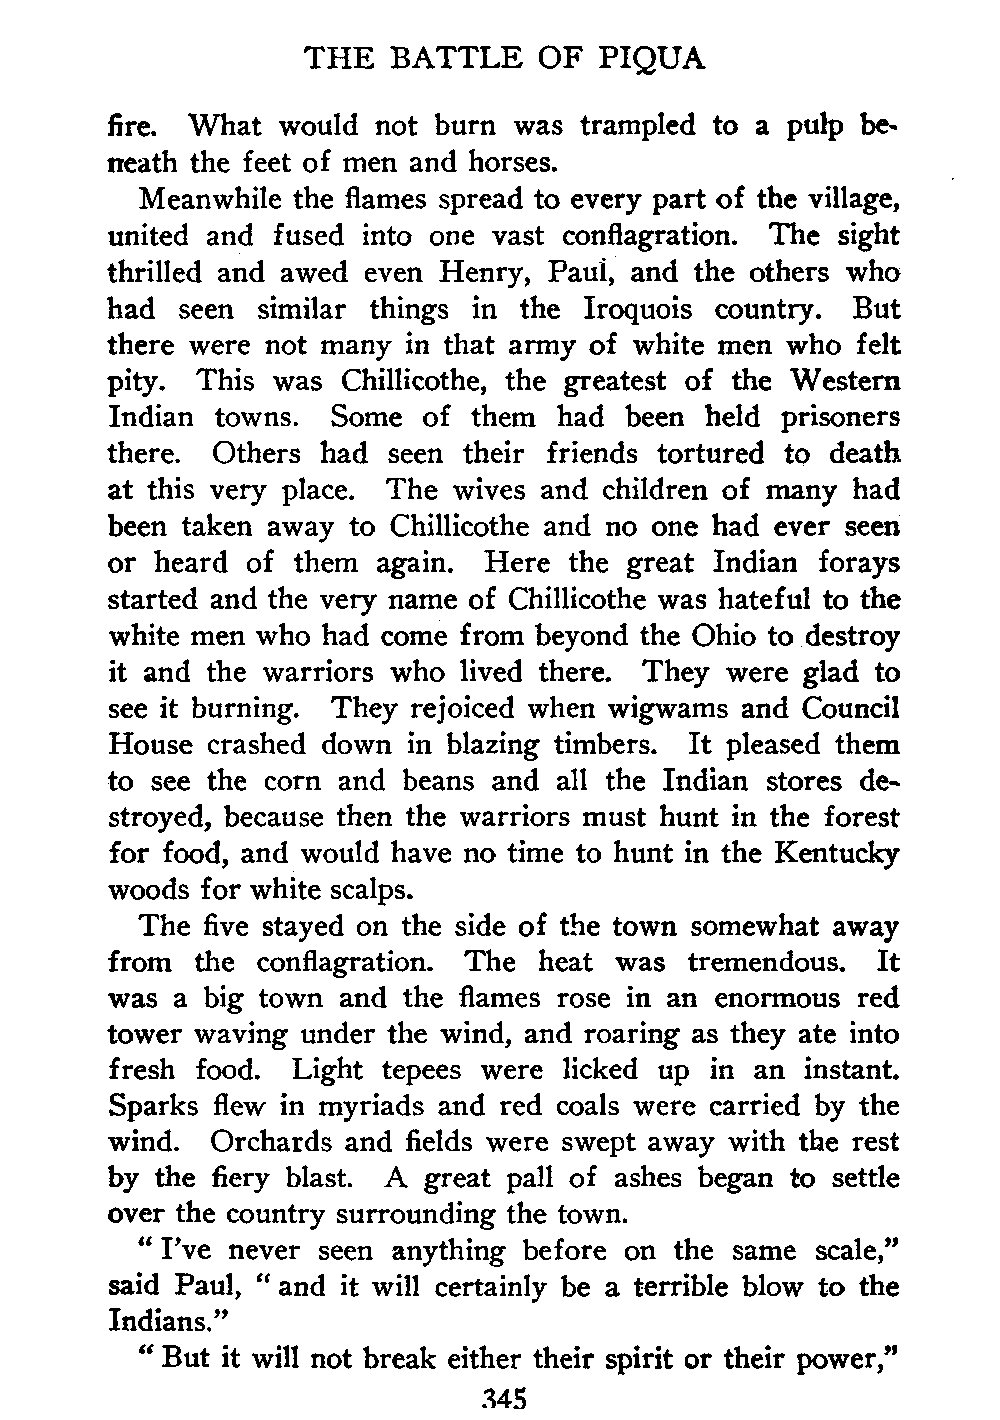 THE BATTLE OF PIQUA
fire. What would not burn was trampled to a pulp be-
neath the feet of men and horses.
Meanwhile the flames spread to every part of the village,
united and fused into one vast conflagration. The sight
thrilled and awed even Henry, Paul, and the others who
had seen similar things in the Iroquois country. But
there were not many in that army of white men who felt
pity. This was Chillicothe, the greatest of the Western
Indian towns. Some of them had been held prisoners
there. Others had seen their friends tortured to death
at this very place. The wives and children of many had
been taken away to Chillicothe and no one had ever seen
or heard of them again. Here the great Indian forays
started and the very name of Chillicothe was hateful to the
white men who had come from beyond the Ohio to destroy
it and the warriors who lived there. They were glad to
see it burning. They rejoiced when wigwams and Council
House crashed down in blazing timbers. It pleased them
to see the corn and beans and all the Indian stores de-
stroyed, because then the warriors must hunt in the forest
for food, and would have no time to hunt in the Kentucky
woods for white scalps.
The five stayed on the side of the town somewhat away
from the conflagration. The heat was tremendous. It
was a big town and the flames rose in an enormous red
tower waving under the wind, and roaring as they ate into
fresh food. Light tepees were licked up in an instant.
Sparks flew in myriads and red coals were carried by the
wind. Orchards and fields were swept away with the rest
by the fiery blast. A great pall of ashes began to settle
over the country surrounding the town.
"I've never seen anything before on the same scale,"
said Paul, "and it will certainly be a terrible blow to the
Indians."
"But it will not break either their spirit or their power,"
345